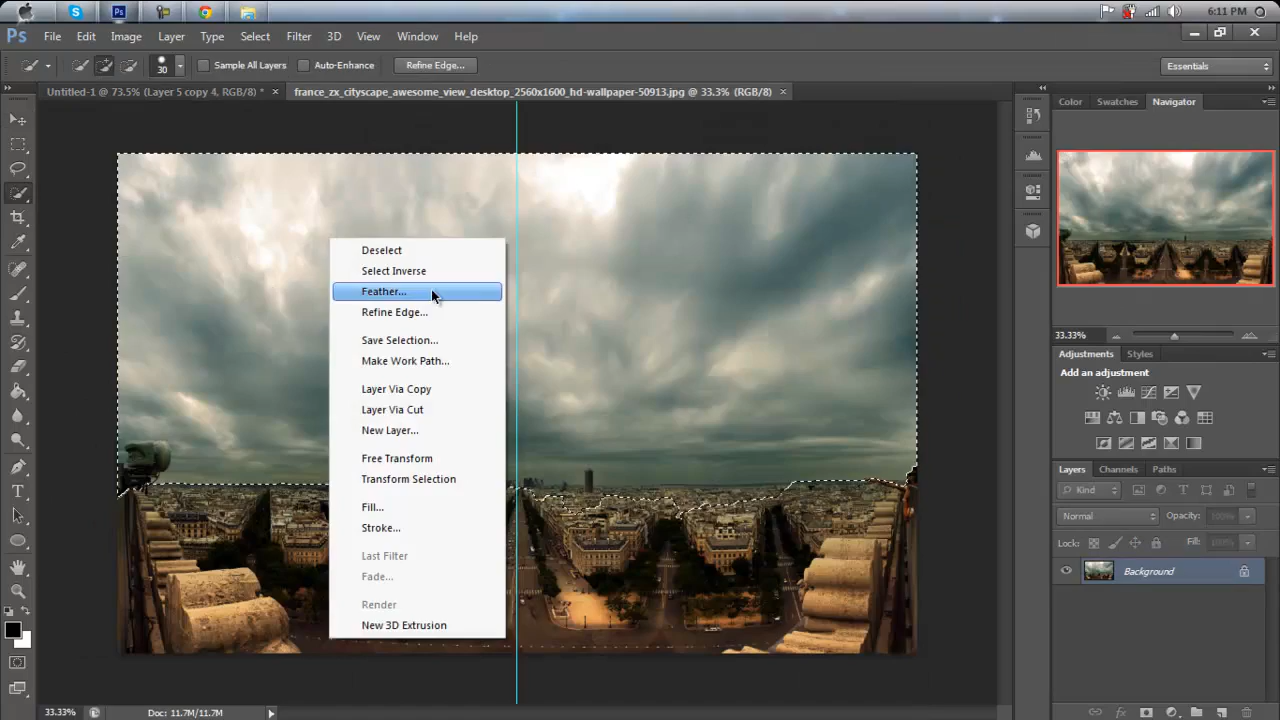 6:11 PM
Ps File Edit Image Layer Type Select Filter 3D View Window Help
30 Sample All Layers Auto-Enhance Refine Edge... Essentials
Untitled-1 @ 73.5% (Layer 5 copy 4, RGB/8) * × france_zx_cityscape_awesome_view_desktop_2560x1600_hd-wallpaper-50913.jpg @ 33.3% (RGB/8) ×
Color Swatches Navigator
Deselect
Select Inverse
Feather...
Refine Edge...
Save Selection...
Make Work Path...
Layer Via Copy
Layer Via Cut
New Layer...
Free Transform
Transform Selection
Fill...
Stroke...
Last Filter
Fade...
Render
New 3D Extrusion
33.33%
Adjustments Styles
Add an adjustment
Layers Channels Paths
Kind
Normal Opacity: 100%
Lock: Fill: 100%
Background
33.33% Doc: 11.7M/11.7M